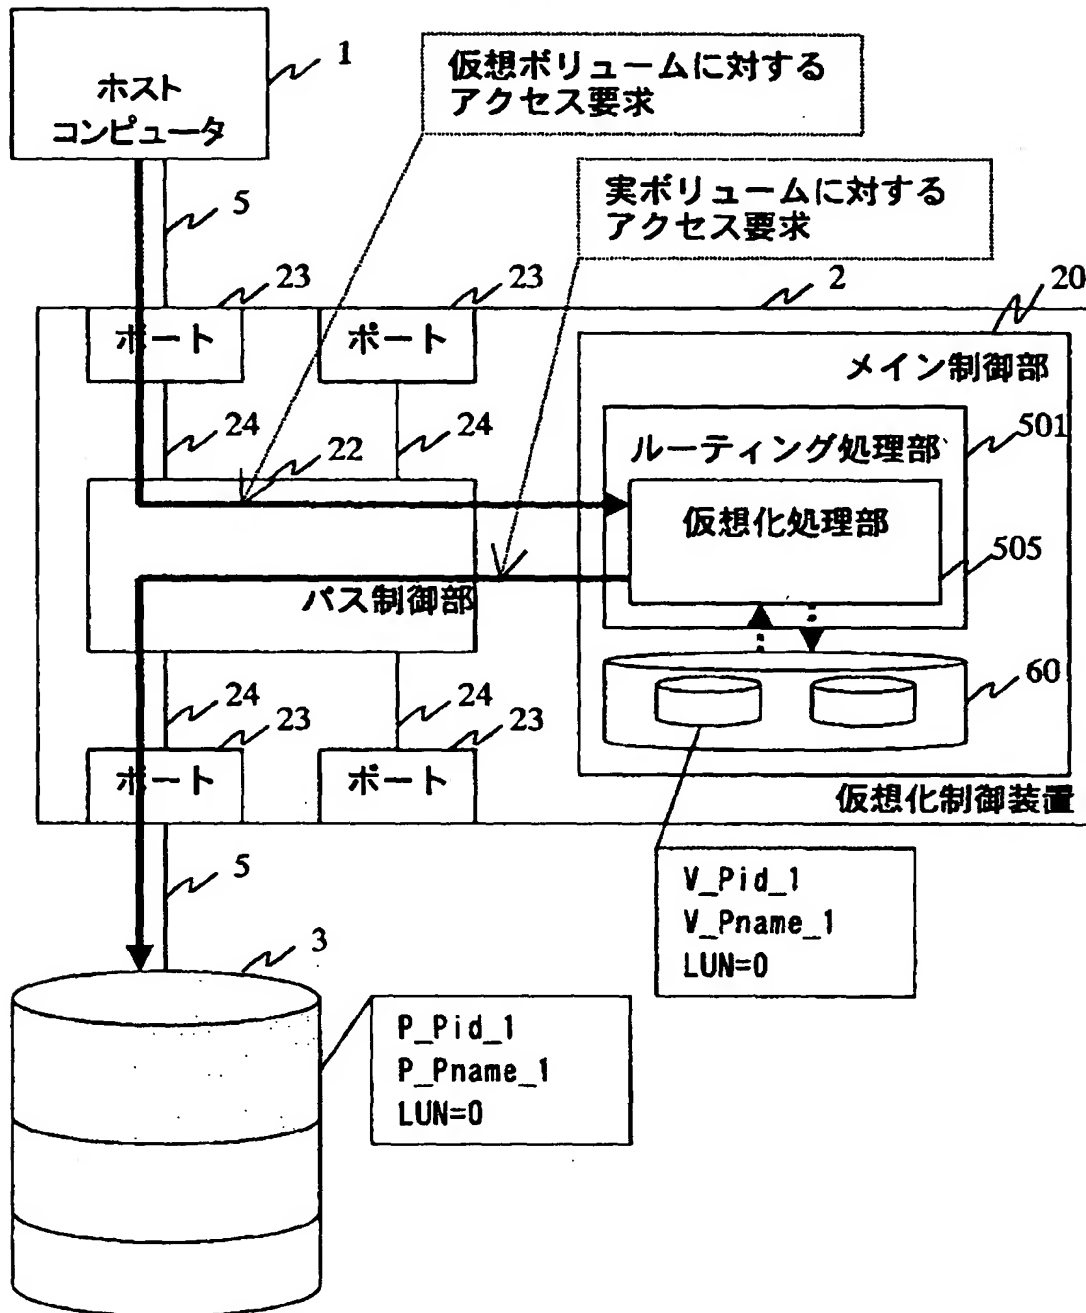 ホスト
コンピュータ
1
仮想ボリュームに対する
アクセス要求
実ボリュームに対する
アクセス要求
5
23
23
2
20
ポート
ポート
メイン制御部
24
24
22
ルーティング処理部
501
仮想化処理部
505
パス制御部
60
24
24
23
23
ポート
ポート
仮想化制御装置
5
V_Pid_1
V_Pname_1
LUN=0
3
P_Pid_1
P_Pname_1
LUN=0